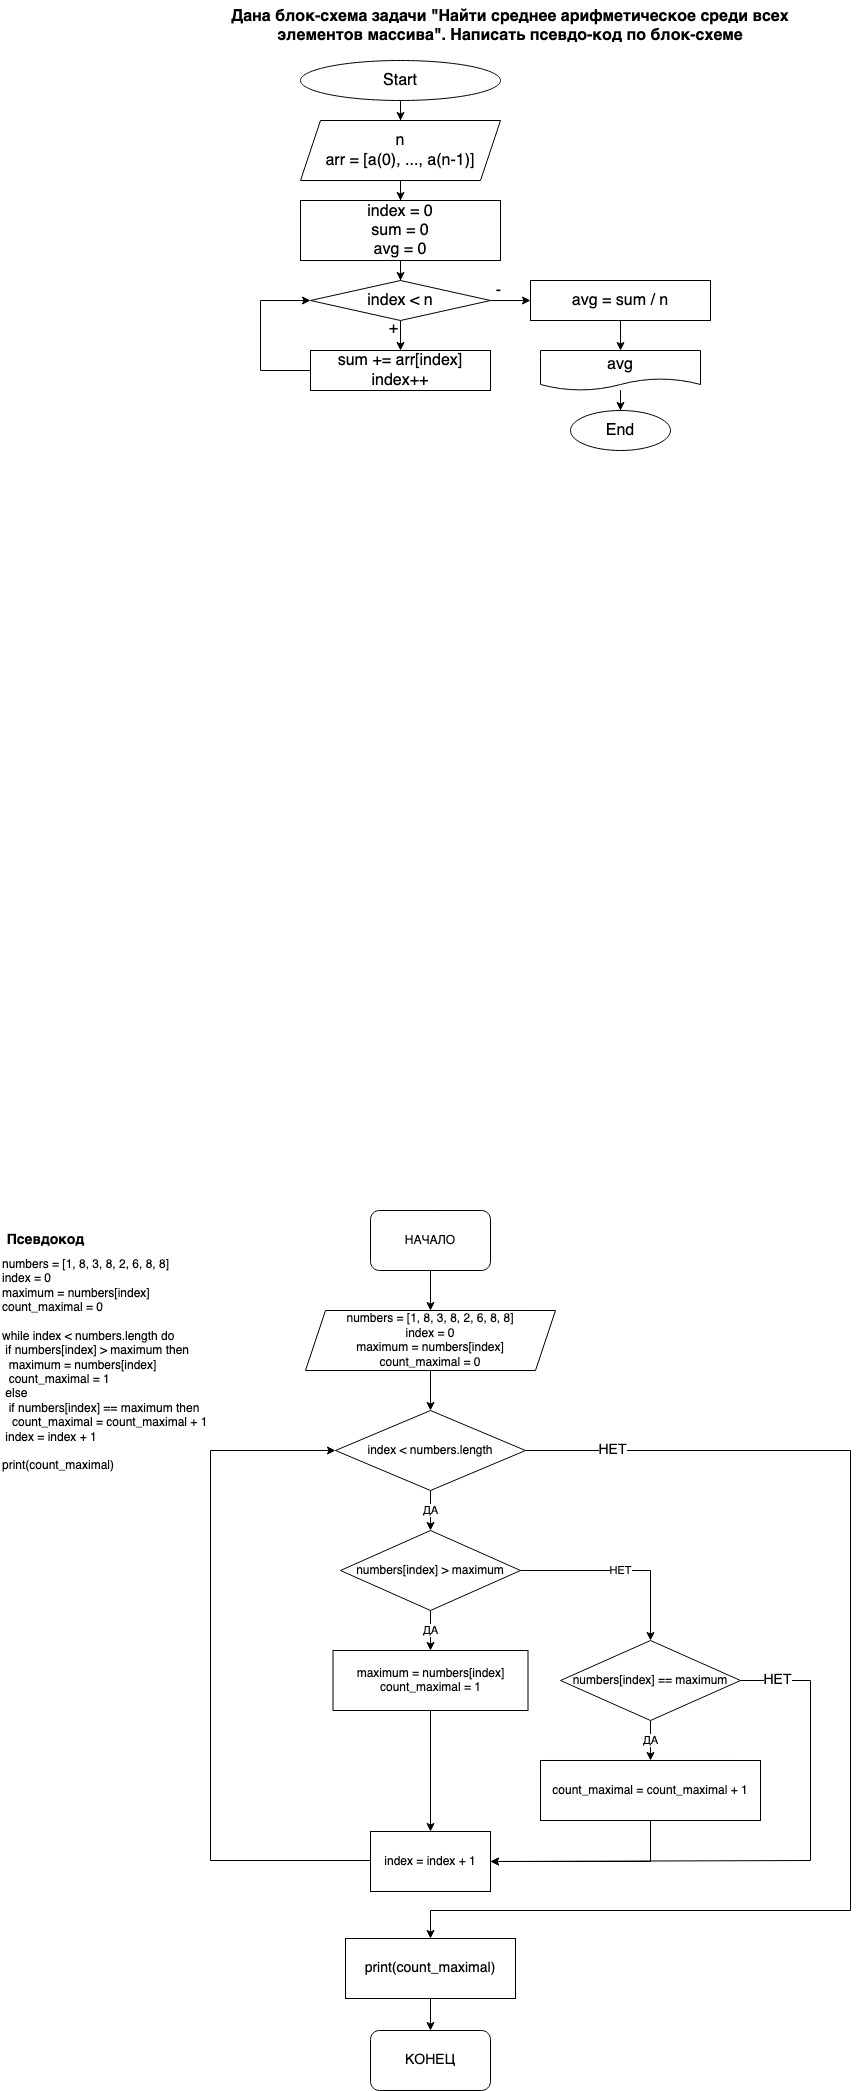 Дана блок-схема задачи "Найти среднее арифметическое среди всех
элементов массива". Написать псевдо-код по блок-схеме
Start
n
arr = [a(0), ..., a(n-1)]
index = 0
sum = 0
avg = 0
index < n
-
avg = sum / n
+
sum += arr[index]
index++
avg
End
Псевдокод
numbers = [1, 8, 3, 8, 2, 6, 8, 8]
index = 0
maximum = numbers[index]
count_maximal = 0
while index < numbers.length do
if numbers[index] > maximum then
maximum = numbers[index]
count_maximal = 1
else
if numbers[index] == maximum then
count_maximal = count_maximal + 1
index = index + 1
print(count_maximal)
НАЧАЛО
numbers = [1, 8, 3, 8, 2, 6, 8, 8]
index = 0
maximum = numbers[index]
count_maximal = 0
index < numbers.length
НЕТ
ДА
numbers[index] > maximum
НЕТ
ДА
maximum = numbers[index]
count_maximal = 1
numbers[index] == maximum
НЕТ
ДА
count_maximal = count_maximal + 1
index = index + 1
print(count_maximal)
КОНЕЦ